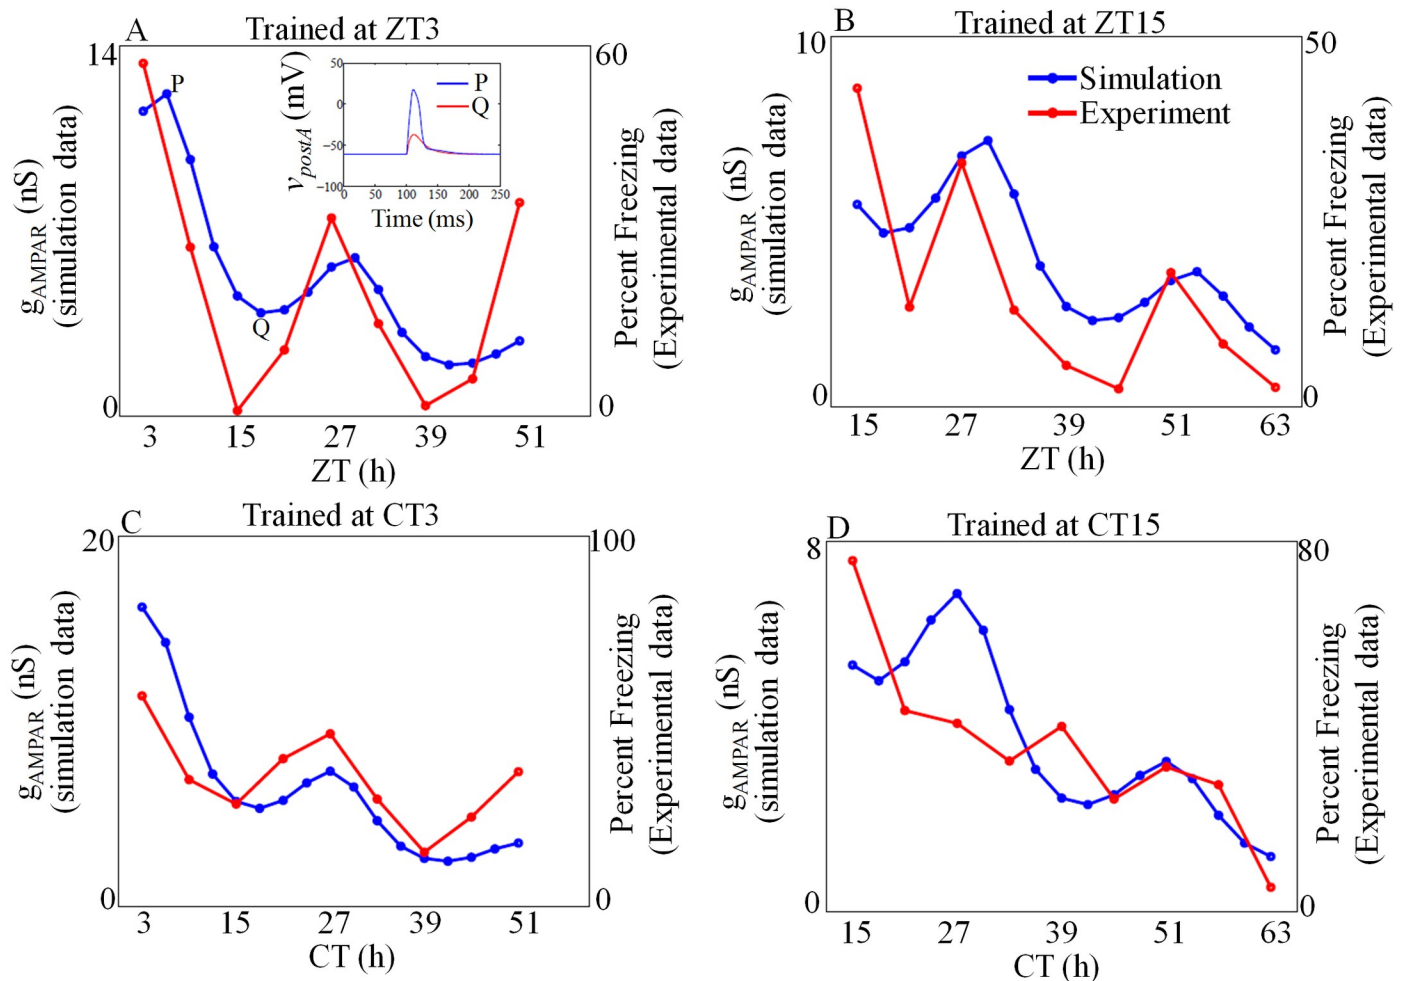 A
Trained at ZT3
14
60
P
Q
0
0
3 15 27 39 51
ZT (h)
g_AMPAR (nS)
(simulation data)
Percent Freezing
(Experimental data)
50
0
−50
−100
0 50 100 150 200 250
v_postA (mV)
Time (ms)
P
Q
B
Trained at ZT15
10
50
Simulation
Experiment
0
0
15 27 39 51 63
ZT (h)
g_AMPAR (nS)
(simulation data)
Percent Freezing
(Experimental data)
C
Trained at CT3
20
100
0
0
3 15 27 39 51
CT (h)
g_AMPAR (nS)
(simulation data)
Percent Freezing
(Experimental data)
D
Trained at CT15
8
80
0
0
15 27 39 51 63
CT (h)
g_AMPAR (nS)
(simulation data)
Percent Freezing
(Experimental data)